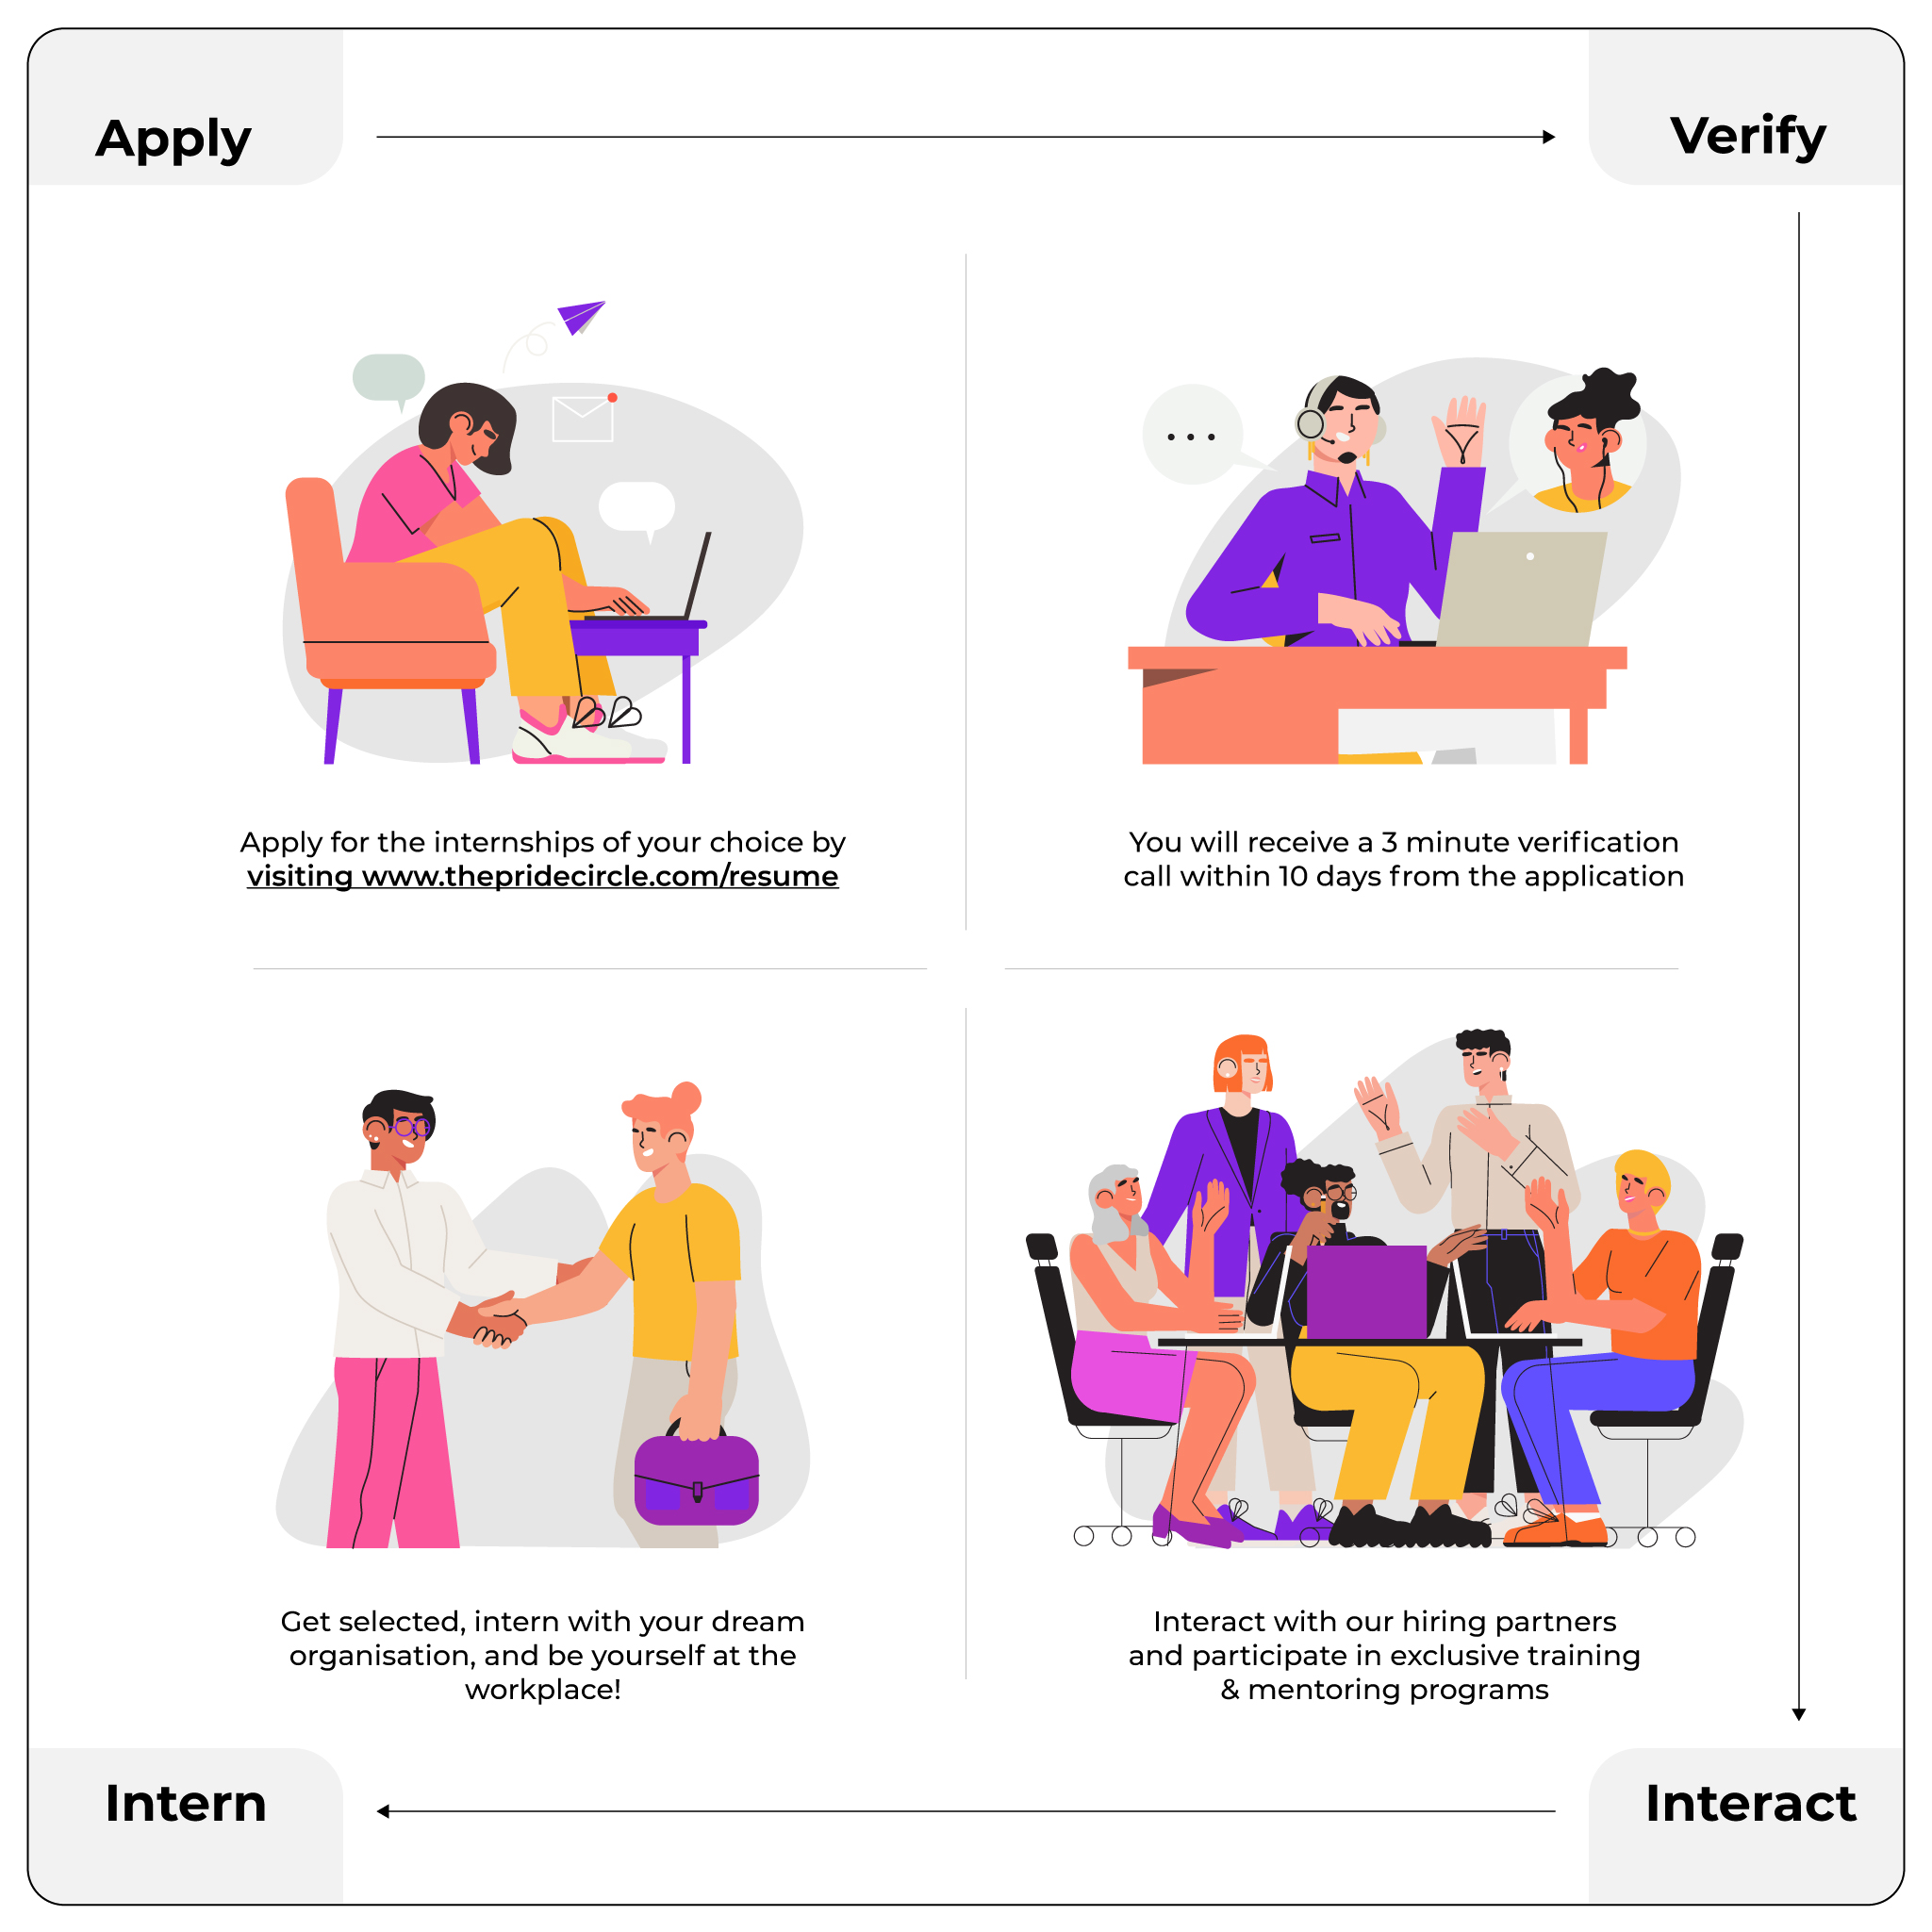 Apply
Verify
Apply for the internships of your choice by
visiting www.thepridecircle.com/resume
You will receive a 3 minute verification
call within 10 days from the application
Get selected, intern with your dream
organisation, and be yourself at the
workplace!
Interact with our hiring partners
and participate in exclusive training
& mentoring programs
Intern
Interact